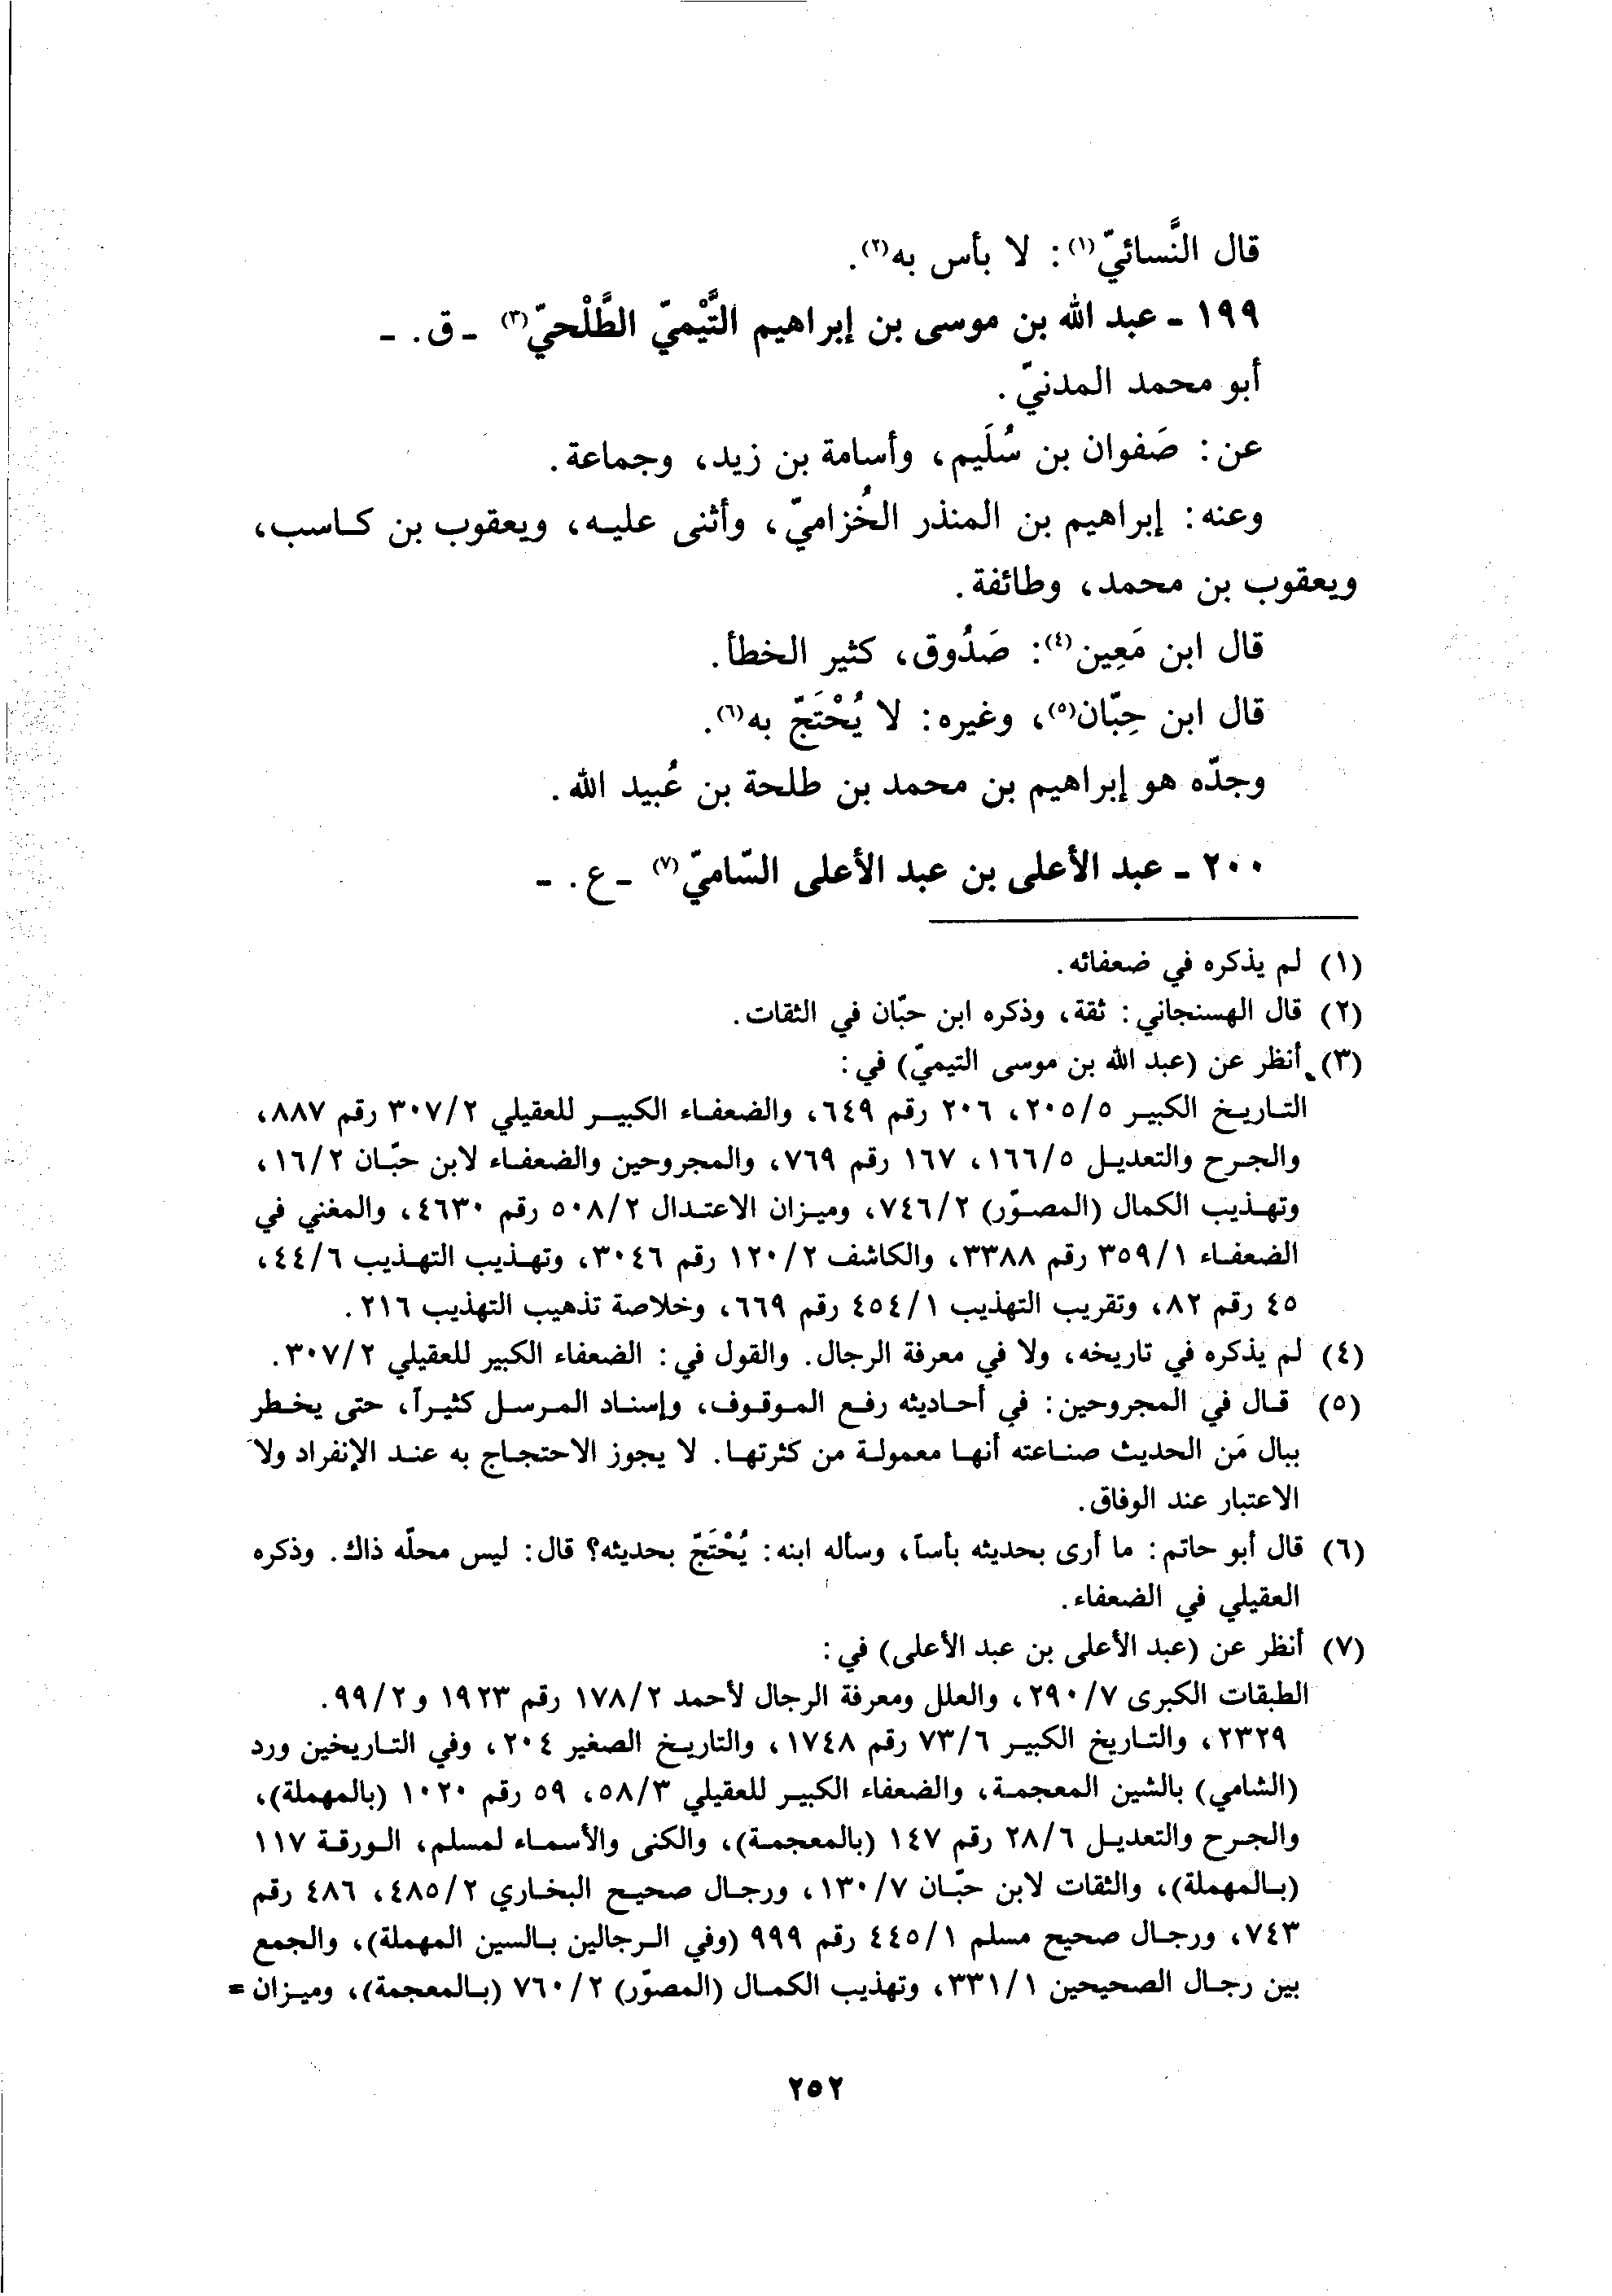 قال النَّسائيّ(١): لا بأس به(٢).
١٩٩ - عبد الله بن موسى بن إبراهيم التَّيْميّ الطَّلْحيّ(٣) - ق. -
أبو محمد المدنيّ.
عن: صَفوان بن سُلَيم، وأسامة بن زيد، وجماعة.
وعنه: إبراهيم بن المنذر الخُزاميّ، وأثنى عليه، ويعقوب بن كاسب،
ويعقوب بن محمد، وطائفة.
قال ابن مَعِين(٤): صَدُوق، كثير الخطأ.
قال ابن حِبّان(٥)، وغيره: لا يُحْتَجّ به(٦).
وجدّه هو إبراهيم بن محمد بن طلحة بن عُبيد الله.
٢٠٠ - عبد الأعلى بن عبد الأعلى السّاميّ(٧) - ع. -
(١) لم يذكره في ضعفائه.
(٢) قال الهسنجاني: ثقة، وذكره ابن حبّان في الثقات.
(٣) أنظر عن (عبد الله بن موسى التيميّ) في:
التاريخ الكبير ٢٠٥/٥، ٢٠٦ رقم ٦٤٩، والضعفاء الكبير للعقيلي ٣٠٧/٢ رقم ٨٨٧،
والجرح والتعديل ١٦٦/٥، ١٦٧ رقم ٧٦٩، والمجروحين والضعفاء لابن حبّان ١٦/٢،
وتهذيب الكمال (المصوّر) ٧٤٦/٢، وميزان الاعتدال ٥٠٨/٢ رقم ٤٦٣٠، والمغني في
الضعفاء ٣٥٩/١ رقم ٣٣٨٨، والكاشف ١٢٠/٢ رقم ٣٠٤٦، وتهذيب التهذيب ٤٤/٦،
٤٥ رقم ٨٢، وتقريب التهذيب ٤٥٤/١ رقم ٦٦٩، وخلاصة تذهيب التهذيب ٢١٦.
(٤) لم يذكره في تاريخه، ولا في معرفة الرجال. والقول في: الضعفاء الكبير للعقيلي ٣٠٧/٢.
(٥) قال في المجروحين: في أحاديثه رفع الموقوف، وإسناد المرسل كثيراً، حتى يخطر
ببال مَن الحديث صناعته أنها معمولة من كثرتها. لا يجوز الاحتجاج به عند الإنفراد ولا
الاعتبار عند الوفاق.
(٦) قال أبو حاتم: ما أرى بحديثه بأساً، وسأله ابنه: يُحْتَجّ بحديثه؟ قال: ليس محلّه ذاك. وذكره
العقيلي في الضعفاء.
(٧) أنظر عن (عبد الأعلى بن عبد الأعلى) في:
الطبقات الكبرى ٢٩٠/٧، والعلل ومعرفة الرجال لأحمد ١٧٨/٢ رقم ١٩٢٣ و ٩٩/٢.
٢٣٢٩، والتاريخ الكبير ٧٣/٦ رقم ١٧٤٨، والتاريخ الصغير ٢٠٤، وفي التاريخين ورد
(الشامي) بالشين المعجمة، والضعفاء الكبير للعقيلي ٥٨/٣، ٥٩ رقم ١٠٢٠ (بالمهملة)،
والجرح والتعديل ٢٨/٦ رقم ١٤٧ (بالمعجمة)، والكنى والأسماء لمسلم، الورقة ١١٧
(بالمهملة)، والثقات لابن حبّان ١٣٠/٧، ورجال صحيح البخاري ٤٨٥/٢، ٤٨٦ رقم
٧٤٣، ورجال صحيح مسلم ٤٤٥/١ رقم ٩٩٩ (وفي الرجالين بالسين المهملة)، والجمع
بين رجال الصحيحين ٣٣١/١، وتهذيب الكمال (المصوّر) ٧٦٠/٢ (بالمعجمة)، وميزان =
٢٥٢